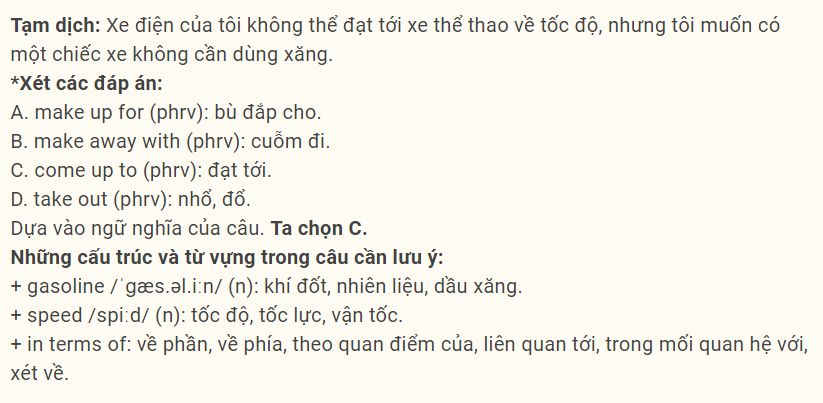 Tạm dịch: Xe điện của tôi không thể đạt tới xe thể thao về tốc độ, nhưng tôi muốn có
một chiếc xe không cần dùng xăng.
*Xét các đáp án:
A. make up for (phrv): bù đắp cho.
B. make away with (phrv): cuỗm đi.
C. come up to (phrv): đạt tới.
D. take out (phrv): nhổ, đổ.
Dựa vào ngữ nghĩa của câu. Ta chọn C.
Những cấu trúc và từ vựng trong câu cần lưu ý:
+ gasoline /ˈɡæs.əl.iːn/ (n): khí đốt, nhiên liệu, dầu xăng.
+ speed /spiːd/ (n): tốc độ, tốc lực, vận tốc.
+ in terms of: về phần, về phía, theo quan điểm của, liên quan tới, trong mối quan hệ với,
xét về.